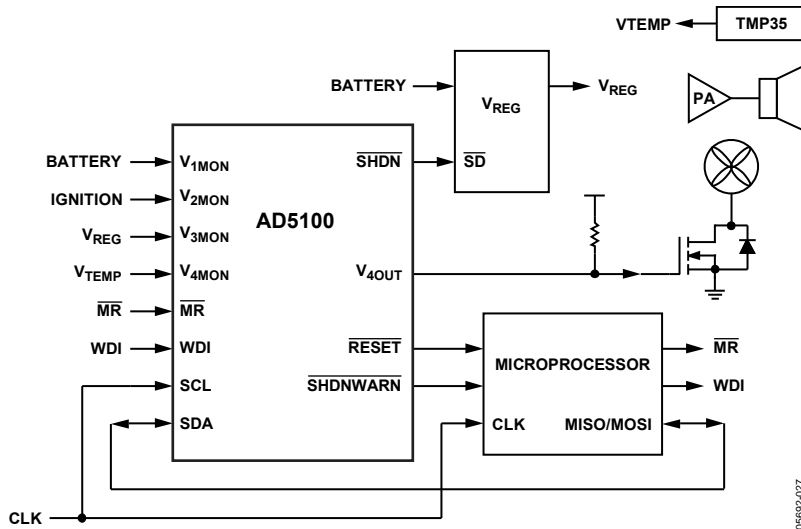 VTEMP
TMP35
BATTERY
VREG
VREG
PA
BATTERY
V1MON
SHDN
SD
IGNITION
V2MON
AD5100
VREG
V3MON
VTEMP
V4MON
V4OUT
MR
MR
WDI
WDI
RESET
MICROPROCESSOR
MR
SCL
SHDNWARN
WDI
SDA
CLK
MISO/MOSI
CLK
05692-027